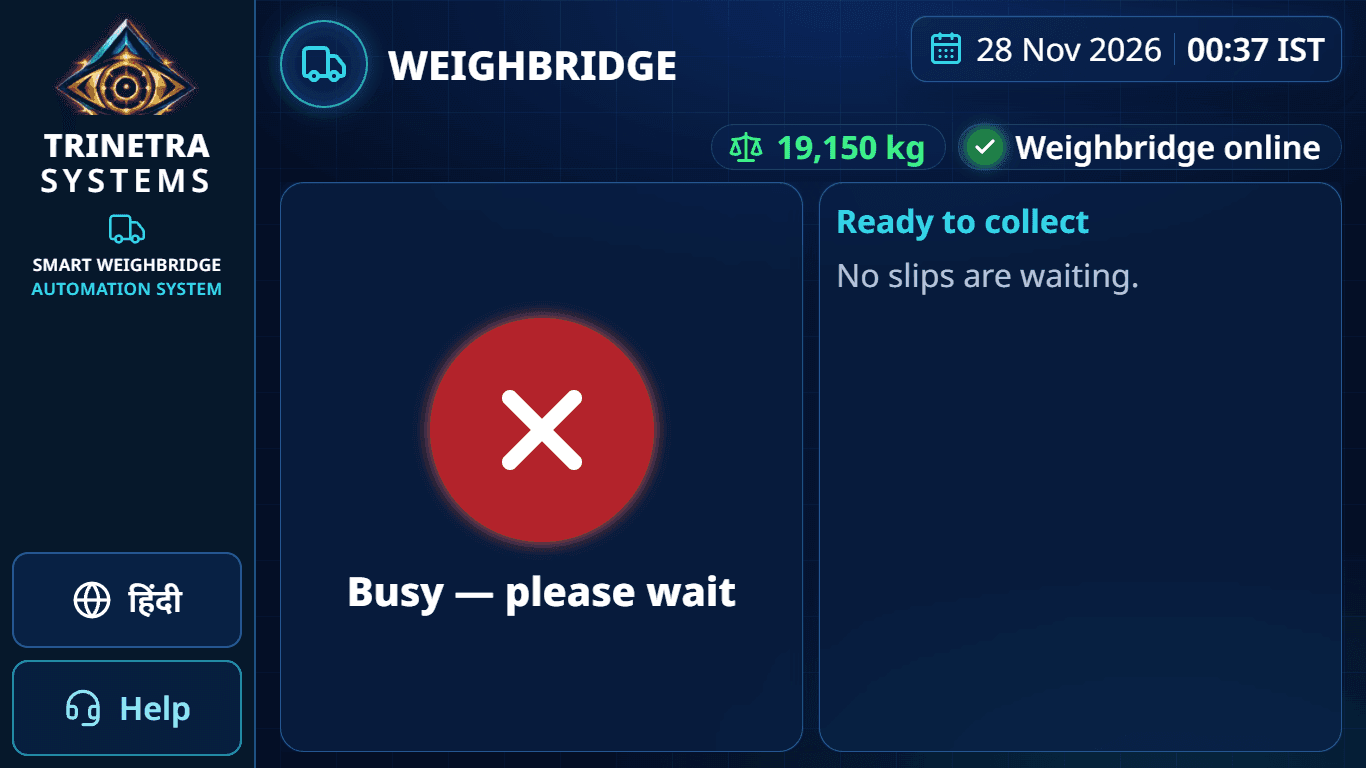 TRINETRA
SYSTEMS
SMART WEIGHBRIDGE
AUTOMATION SYSTEM
हिंदी
Help
WEIGHBRIDGE
28 Nov 2026
00:37 IST
19,150 kg
Weighbridge online
Busy — please wait
Ready to collect
No slips are waiting.